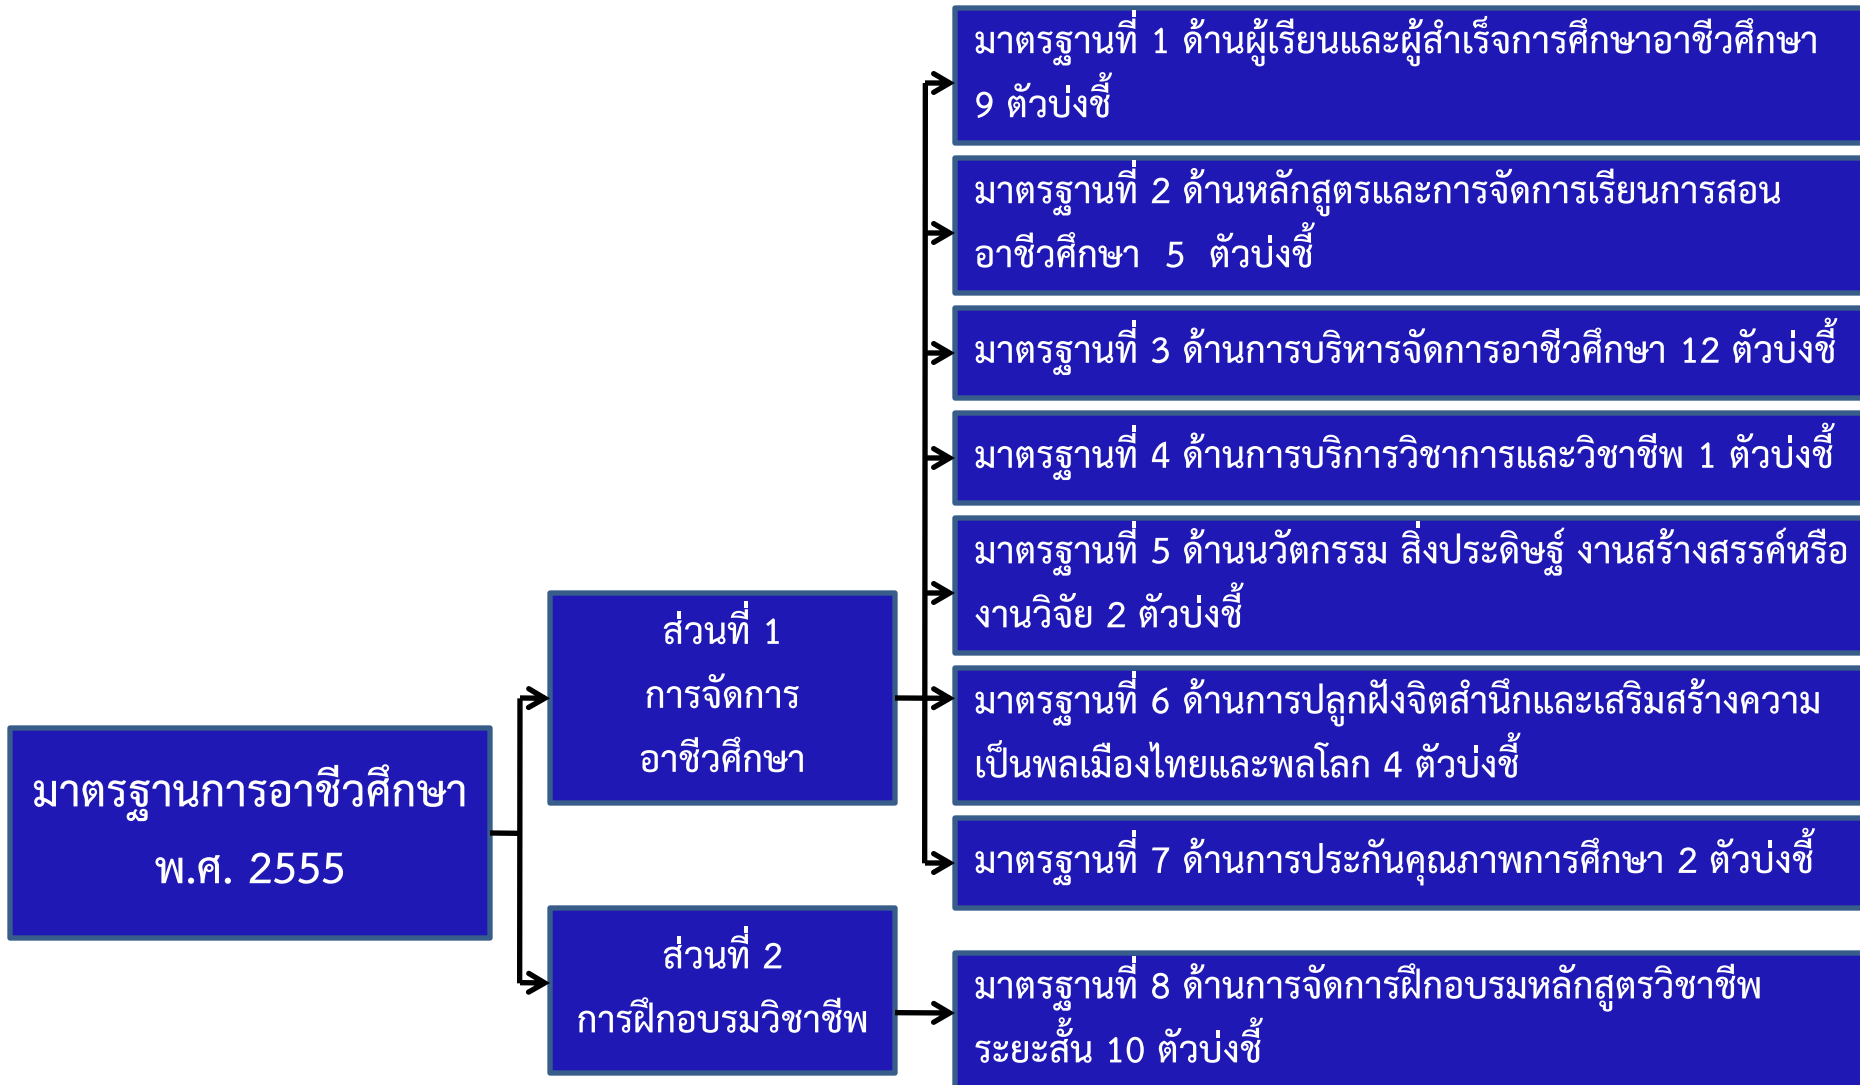 มาตรฐานการอาชีวศึกษา
พ.ศ. 2555
ส่วนที่ 1
การจัดการ
อาชีวศึกษา
มาตรฐานที่ 1 ด้านผู้เรียนและผู้สำเร็จการศึกษาอาชีวศึกษา
9 ตัวบ่งชี้
มาตรฐานที่ 2 ด้านหลักสูตรและการจัดการเรียนการสอน
อาชีวศึกษา 5 ตัวบ่งชี้
มาตรฐานที่ 3 ด้านการบริหารจัดการอาชีวศึกษา 12 ตัวบ่งชี้
มาตรฐานที่ 4 ด้านการบริการวิชาการและวิชาชีพ 1 ตัวบ่งชี้
มาตรฐานที่ 5 ด้านนวัตกรรม สิ่งประดิษฐ์ งานสร้างสรรค์หรือ
งานวิจัย 2 ตัวบ่งชี้
มาตรฐานที่ 6 ด้านการปลูกฝังจิตสำนึกและเสริมสร้างความ
เป็นพลเมืองไทยและพลโลก 4 ตัวบ่งชี้
มาตรฐานที่ 7 ด้านการประกันคุณภาพการศึกษา 2 ตัวบ่งชี้
ส่วนที่ 2
การฝึกอบรมวิชาชีพ
มาตรฐานที่ 8 ด้านการจัดการฝึกอบรมหลักสูตรวิชาชีพ
ระยะสั้น 10 ตัวบ่งชี้